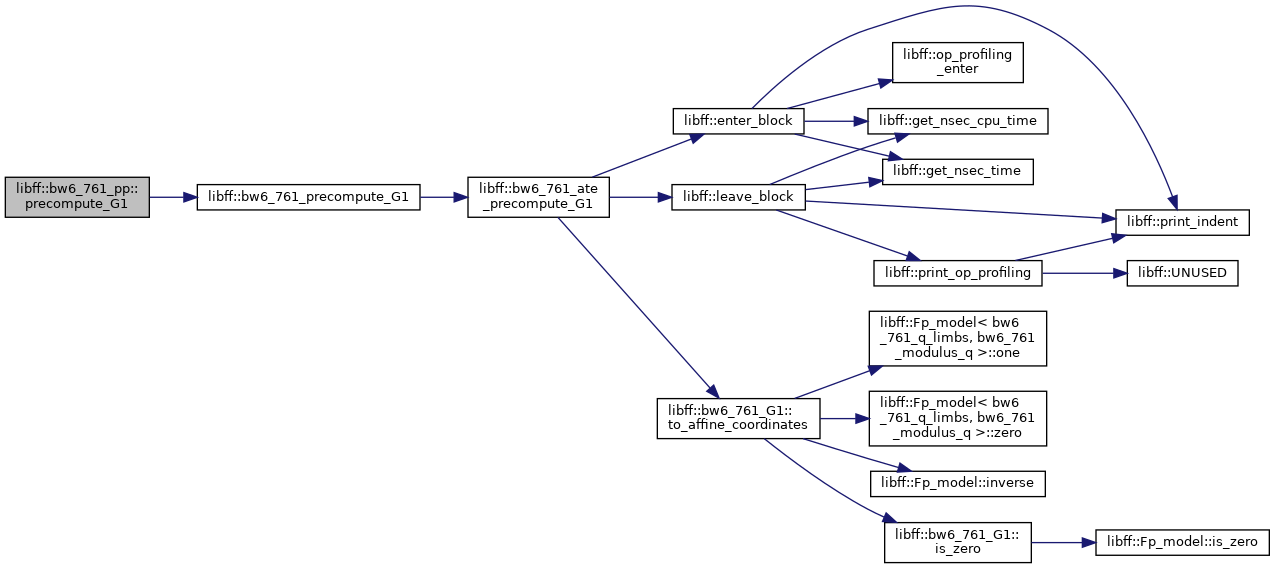 libff::bw6_761_pp::
precompute_G1
libff::bw6_761_precompute_G1
libff::bw6_761_ate
_precompute_G1
libff::enter_block
libff::leave_block
libff::op_profiling
_enter
libff::get_nsec_cpu_time
libff::get_nsec_time
libff::print_indent
libff::print_op_profiling
libff::UNUSED
libff::bw6_761_G1::
to_affine_coordinates
libff::Fp_model< bw6
_761_q_limbs, bw6_761
_modulus_q >::one
libff::Fp_model< bw6
_761_q_limbs, bw6_761
_modulus_q >::zero
libff::Fp_model::inverse
libff::bw6_761_G1::
is_zero
libff::Fp_model::is_zero